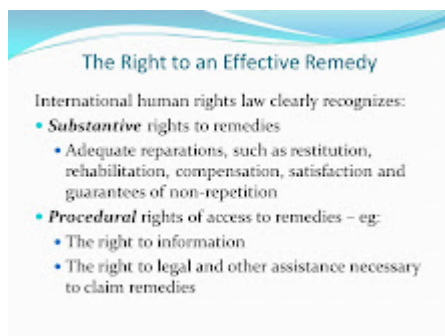 The Right to an Effective Remedy
International human rights law clearly recognizes:
• Substantive rights to remedies
• Adequate reparations, such as restitution,
rehabilitation, compensation, satisfaction and
guarantees of non-repetition
• Procedural rights of access to remedies – eg:
• The right to information
• The right to legal and other assistance necessary
to claim remedies